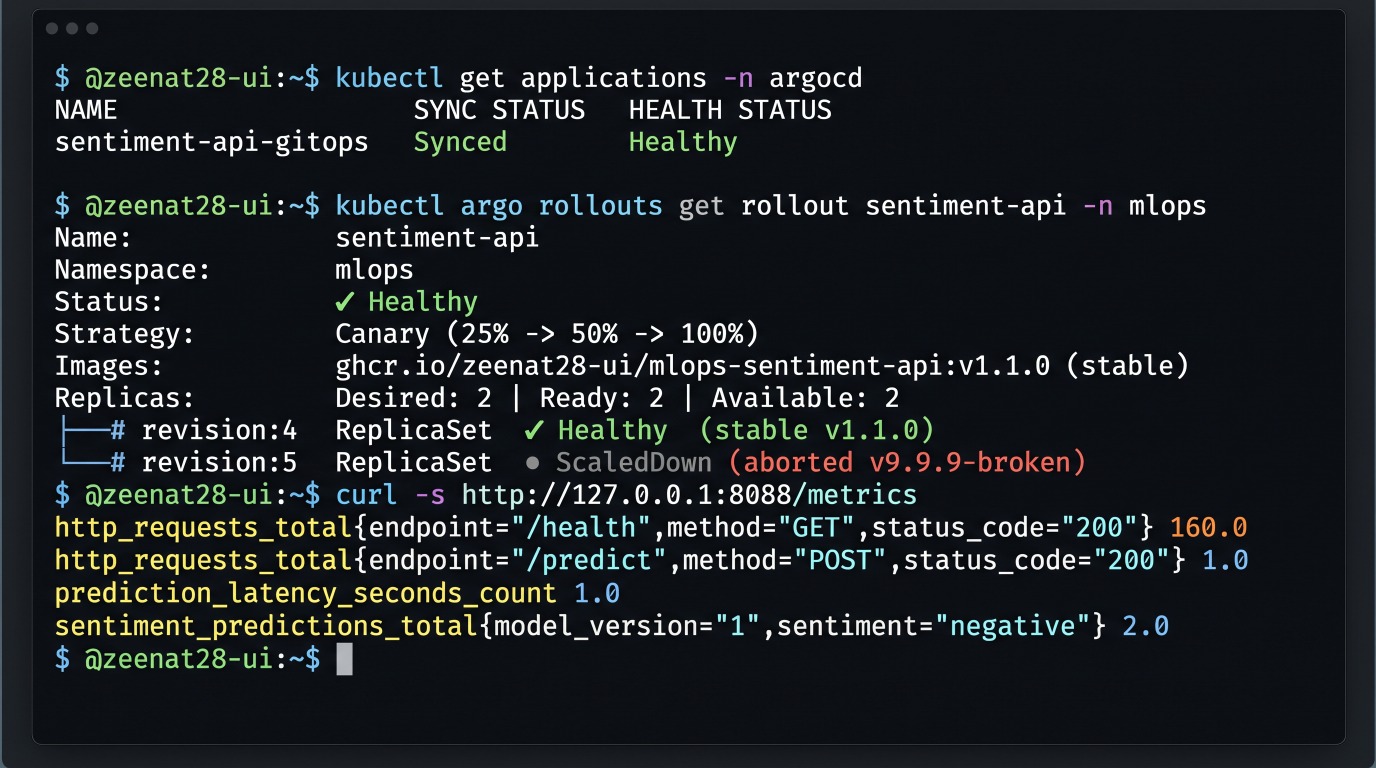 $ @zeenat28-ui:~$ kubectl get applications -n argocd
NAME                   SYNC STATUS   HEALTH STATUS
sentiment-api-gitops   Synced        Healthy
$ @zeenat28-ui:~$ kubectl argo rollouts get rollout sentiment-api -n mlops
Name:             sentiment-api
Namespace:        mlops
Status:           ✓ Healthy
Strategy:         Canary (25% -> 50% -> 100%)
Images:           ghcr.io/zeenat28-ui/mlops-sentiment-api:v1.1.0 (stable)
Replicas:         Desired: 2 | Ready: 2 | Available: 2
├──# revision:4   ReplicaSet  ✓ Healthy  (stable v1.1.0)
└──# revision:5   ReplicaSet  • ScaledDown (aborted v9.9.9-broken)
$ @zeenat28-ui:~$ curl -s http://127.0.0.1:8088/metrics
http_requests_total{endpoint="/health",method="GET",status_code="200"} 160.0
http_requests_total{endpoint="/predict",method="POST",status_code="200"} 1.0
prediction_latency_seconds_count 1.0
sentiment_predictions_total{model_version="1",sentiment="negative"} 2.0
$ @zeenat28-ui:~$